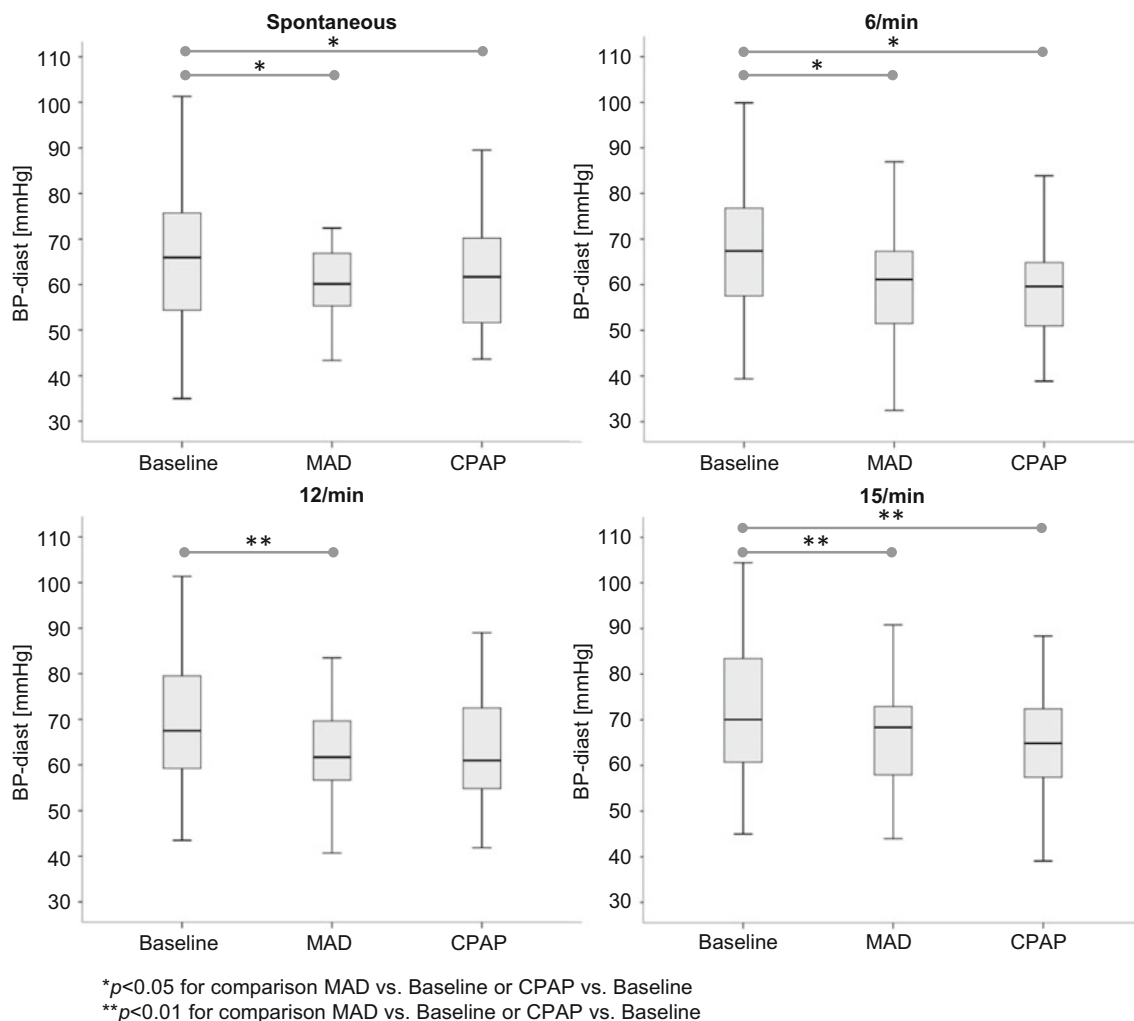 Spontaneous
6/min
110
100
90
80
70
60
50
40
30
BP-diast [mmHg]
*
*
Baseline
MAD
CPAP
110
100
90
80
70
60
50
40
30
BP-diast [mmHg]
*
*
Baseline
MAD
CPAP
12/min
15/min
110
100
90
80
70
60
50
40
30
BP-diast [mmHg]
**
Baseline
MAD
CPAP
110
100
90
80
70
60
50
40
30
BP-diast [mmHg]
**
**
Baseline
MAD
CPAP
*p<0.05 for comparison MAD vs. Baseline or CPAP vs. Baseline
**p<0.01 for comparison MAD vs. Baseline or CPAP vs. Baseline